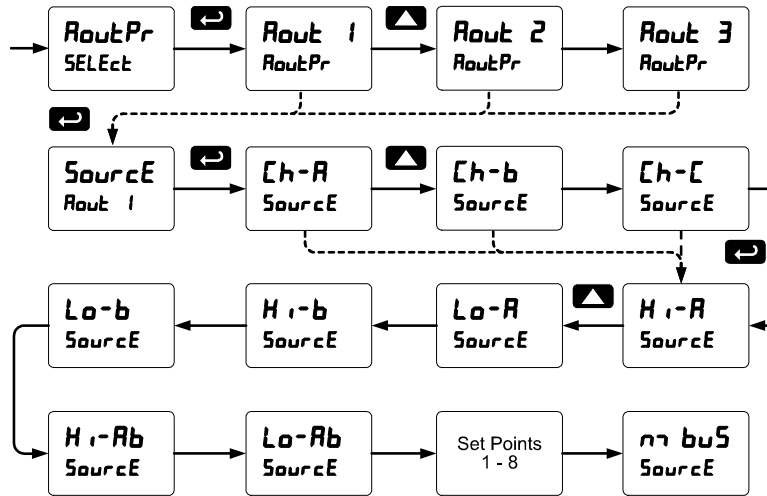 AoutPr
SELEct
Aout 1
AoutPr
Aout 2
AoutPr
Aout 3
AoutPr
SourcE
Aout 1
Ch-A
SourcE
Ch-b
SourcE
Ch-C
SourcE
Lo-b
SourcE
Hi-b
SourcE
Lo-A
SourcE
Hi-A
SourcE
Hi-Ab
SourcE
Lo-Ab
SourcE
Set Points
1 - 8
m buS
SourcE